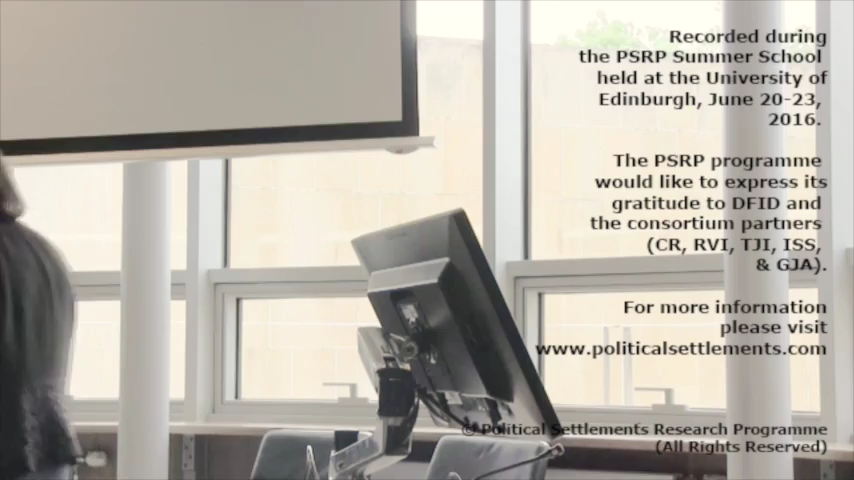 Recorded during
the PSRP Summer School
held at the University of
Edinburgh, June 20-23,
2016.
The PSRP programme
would like to express its
gratitude to DFID and
the consortium partners
(CR, RVI, TJI, ISS,
& GJA).
For more information
please visit
www.politicalsettlements.com
© Political Settlements Research Programme
(All Rights Reserved)